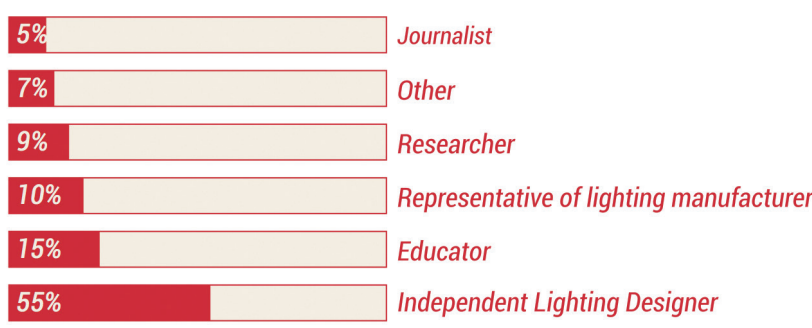 5% Journalist
7% Other
9% Researcher
10% Representative of lighting manufacturer
15% Educator
55% Independent Lighting Designer